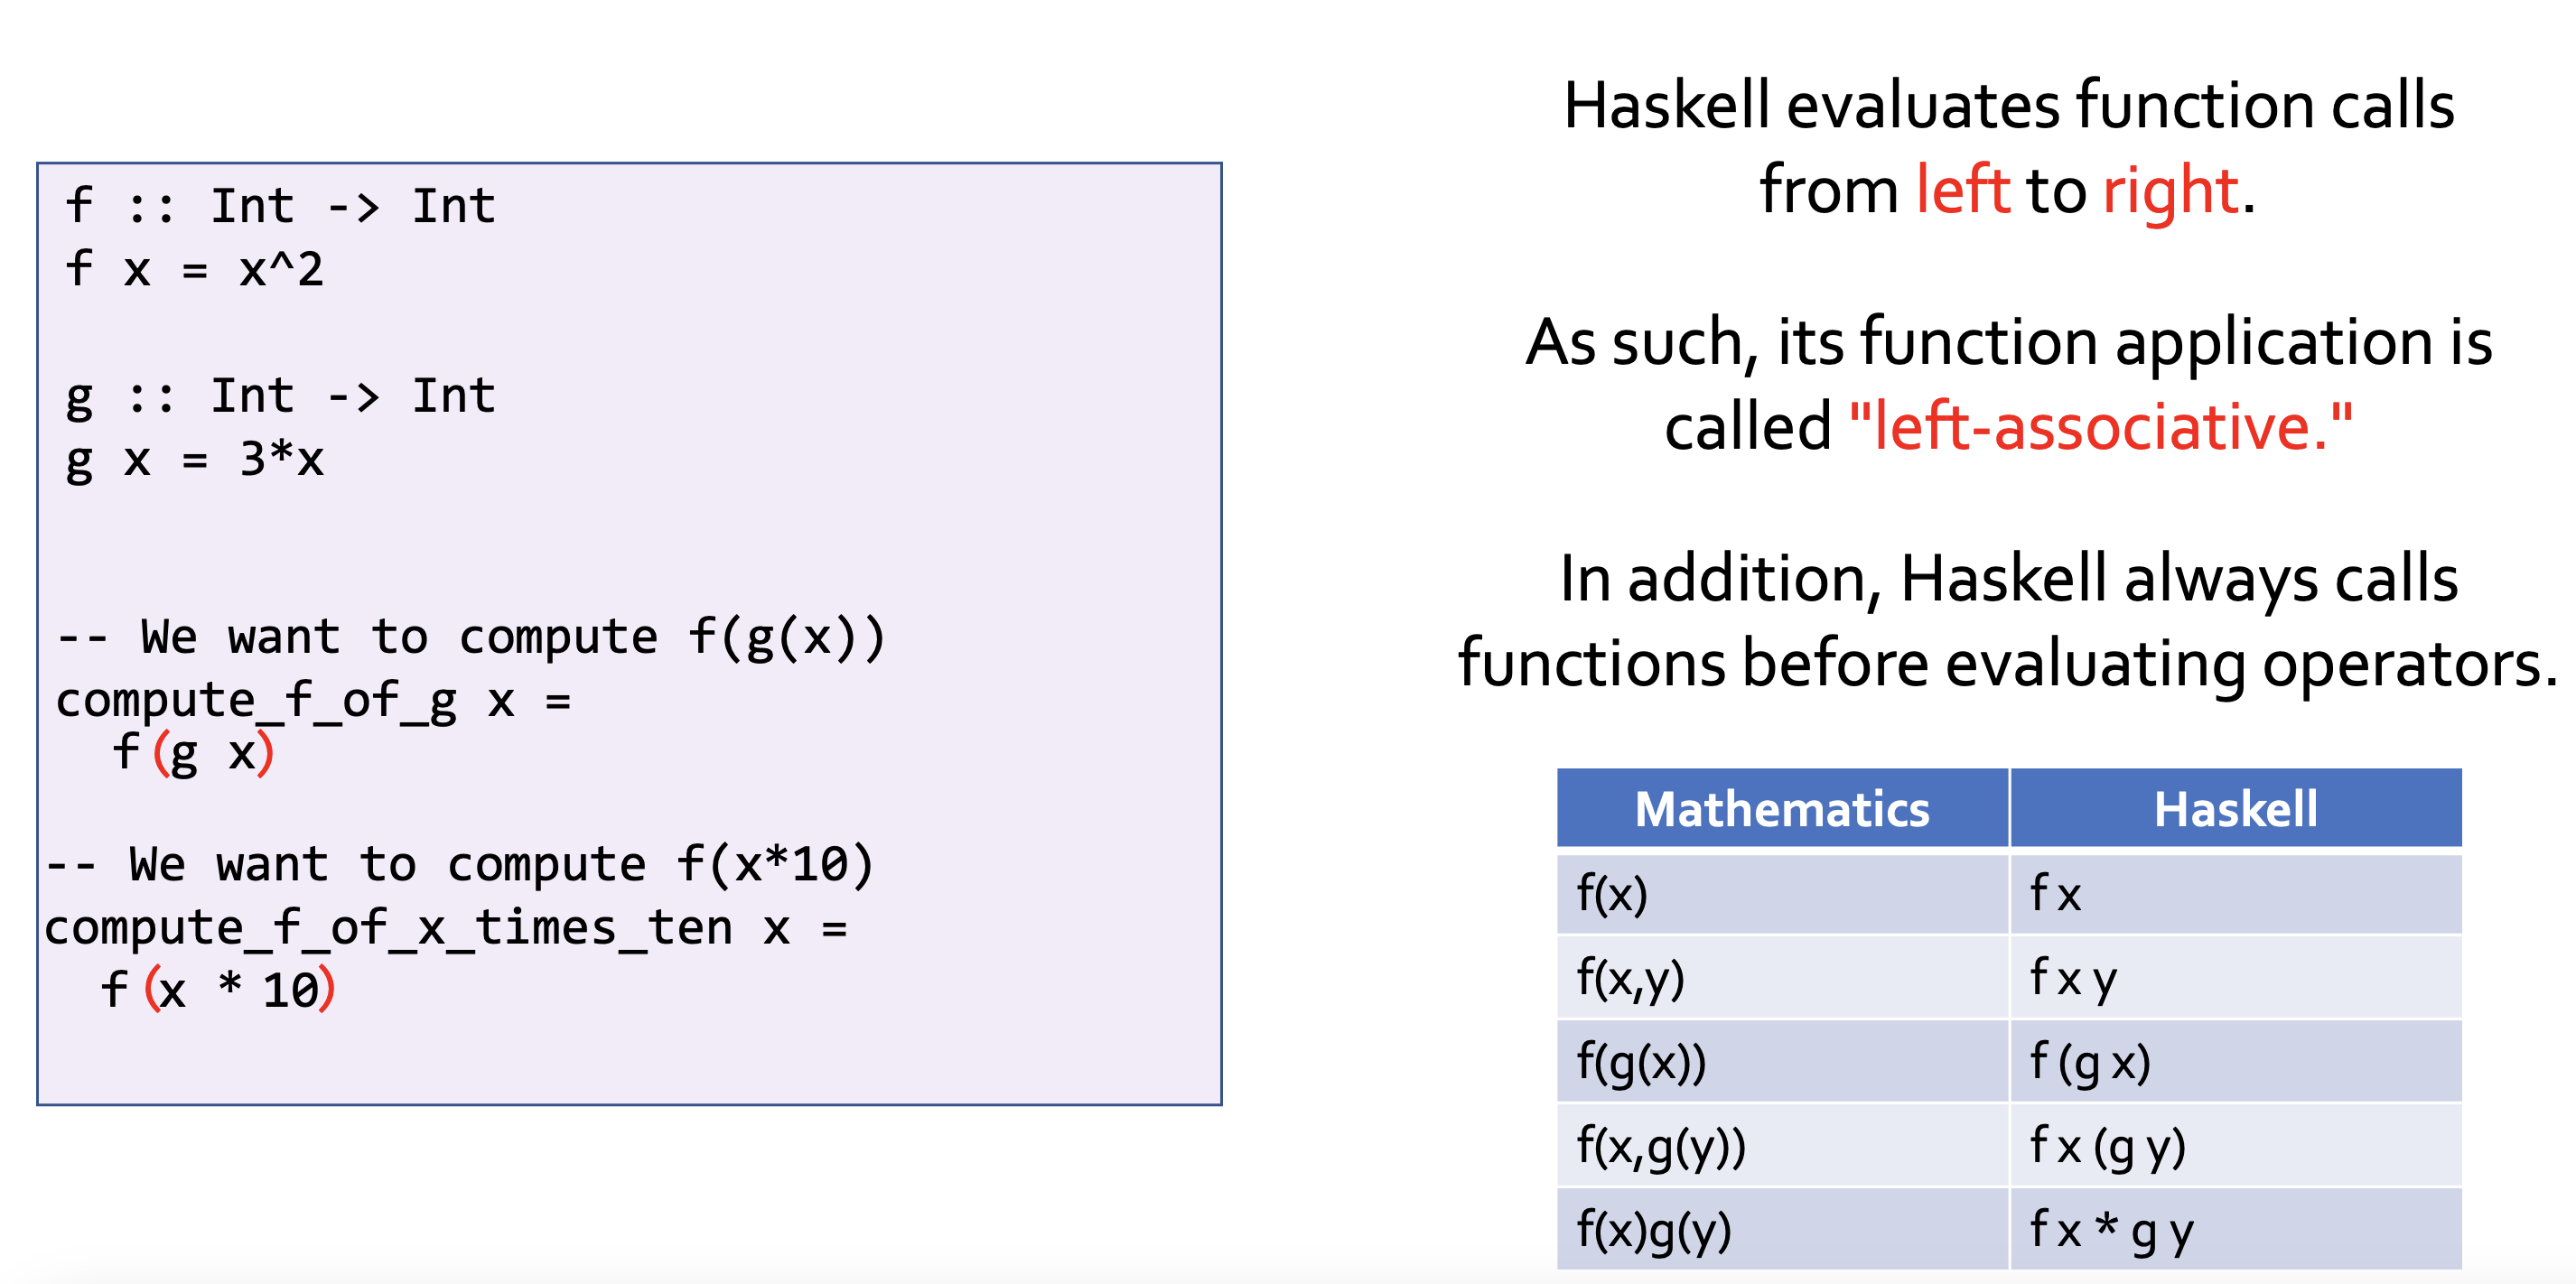 f :: Int -> Int
f x = x^2
g :: Int -> Int
g x = 3*x
-- We want to compute f(g(x))
compute_f_of_g x =
f (g x)
-- We want to compute f(x*10)
compute_f_of_x_times_ten x =
f (x * 10)
Haskell evaluates function calls
from left to right.
As such, its function application is
called "left-associative."
In addition, Haskell always calls
functions before evaluating operators.
Mathematics Haskell
f(x) f x
f(x,y) f x y
f(g(x)) f (g x)
f(x,g(y)) f x (g y)
f(x)g(y) f x * g y